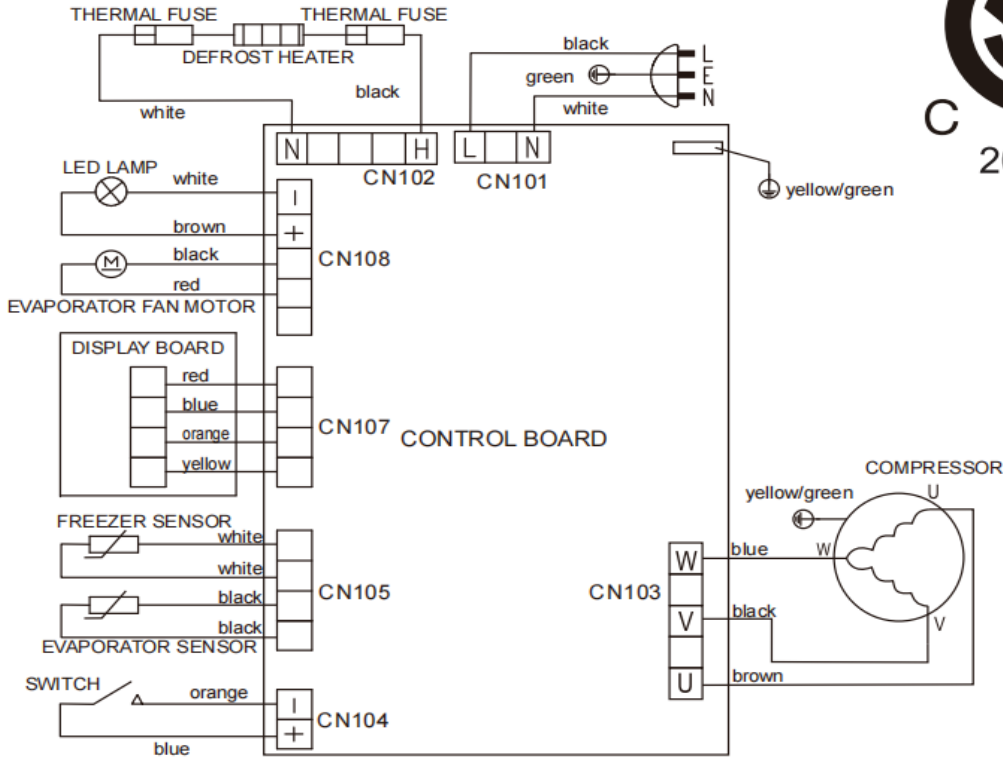 THERMAL FUSE
THERMAL FUSE
DEFROST HEATER
white
black
black
L
green
E
N
white
C
N
H
CN102
L
N
CN101
yellow/green
LED LAMP
white
brown
black
M
red
EVAPORATOR FAN MOTOR
I
+
CN108
DISPLAY BOARD
red
blue
orange
yellow
CN107
CONTROL BOARD
FREEZER SENSOR
white
white
black
black
EVAPORATOR SENSOR
CN105
SWITCH
orange
blue
I
+
CN104
COMPRESSOR
yellow/green
U
W
V
CN103
W
V
U
blue
black
brown